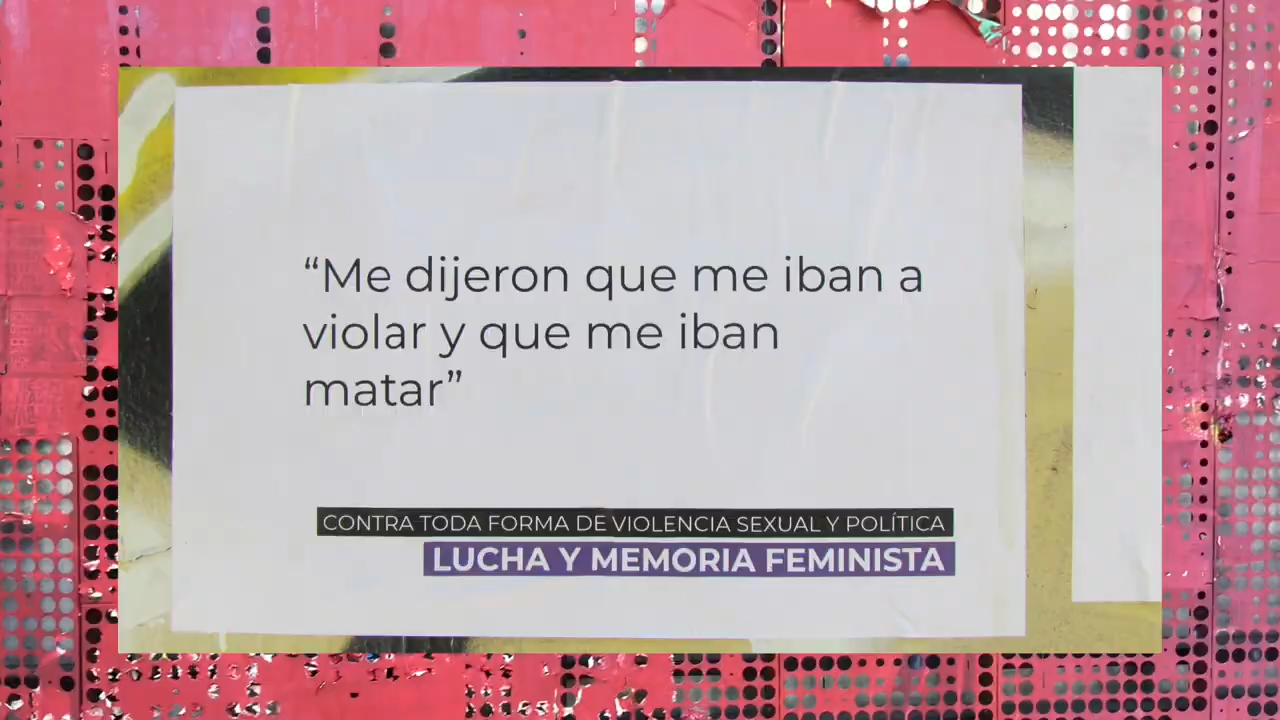 “Me dijeron que me iban a
violar y que me iban
matar”
CONTRA TODA FORMA DE VIOLENCIA SEXUAL Y POLÍTICA
LUCHA Y MEMORIA FEMINISTA